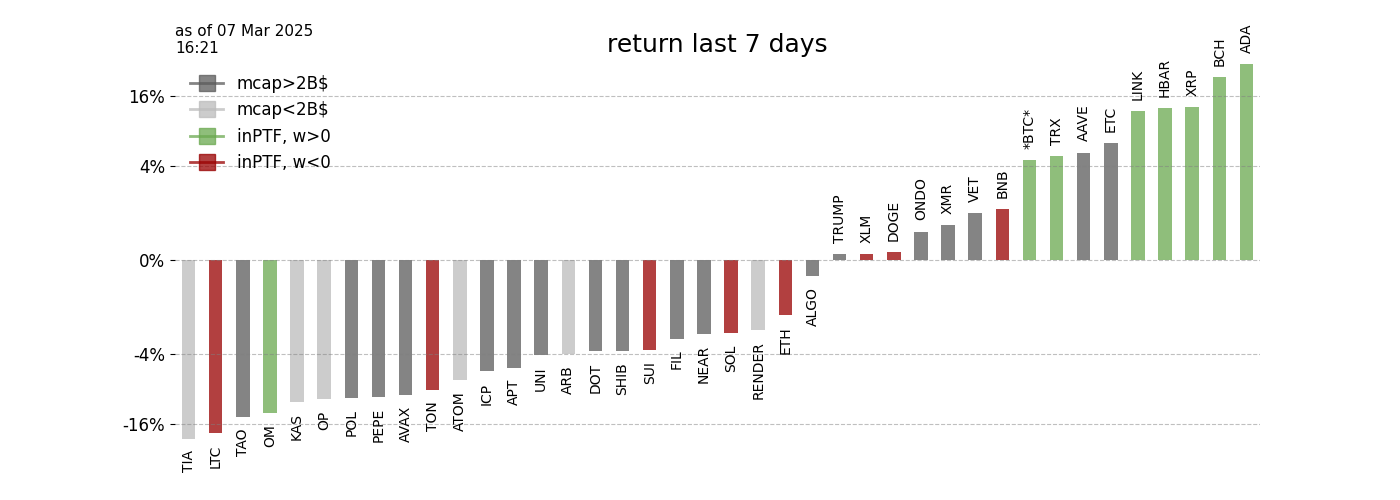 as of 07 Mar 2025
16:21
return last 7 days
mcap>2B$
mcap<2B$
inPTF, w>0
inPTF, w<0
16%
4%
0%
-4%
-16%
TIA
LTC
TAO
OM
KAS
OP
POL
PEPE
AVAX
TON
ATOM
ICP
APT
UNI
ARB
DOT
SHIB
SUI
FIL
NEAR
SOL
RENDER
ETH
ALGO
TRUMP
XLM
DOGE
ONDO
XMR
VET
BNB
*BTC*
TRX
AAVE
ETC
LINK
HBAR
XRP
BCH
ADA